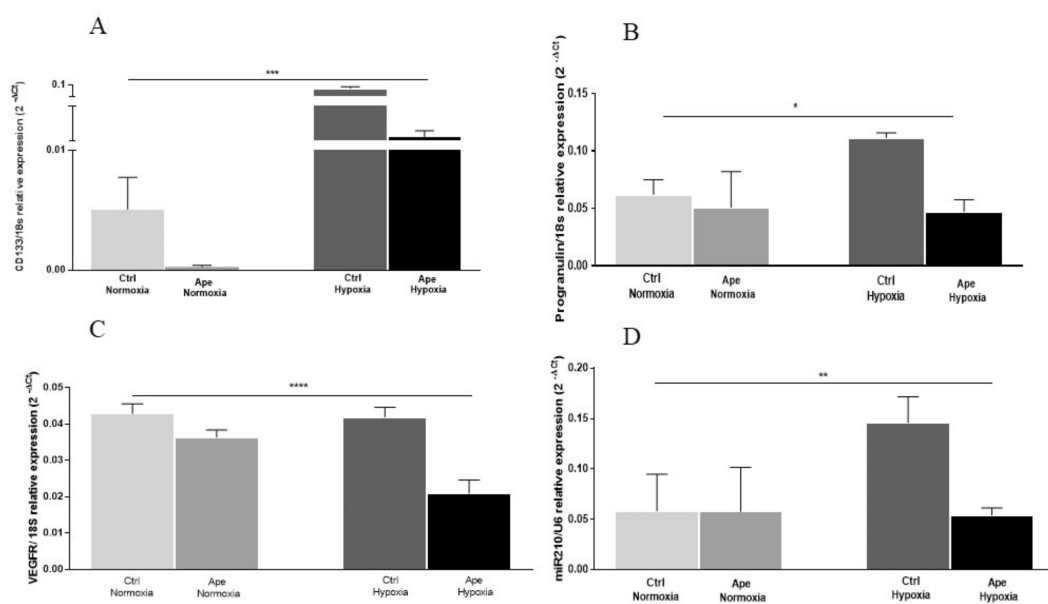 A
CD133/18s relative expression (2 -ΔCt)
0.1
0.01
0.00
***
Ctrl Normoxia
Ape Normoxia
Ctrl Hypoxia
Ape Hypoxia
B
Progranulin/18s relative expression (2 -ΔCt)
0.15
0.10
0.05
0.00
*
Ctrl Normoxia
Ape Normoxia
Ctrl Hypoxia
Ape Hypoxia
C
VEGFR/ 18S relative expression (2 -ΔCt)
0.05
0.04
0.02
0.01
0.00
****
Ctrl Normoxia
Ape Normoxia
Ctrl Hypoxia
Ape Hypoxia
D
miR210/U6 relative expression (2 -ΔCt)
0.20
0.15
0.10
0.05
0.00
**
Ctrl Normoxia
Ape Normoxia
Ctrl Hypoxia
Ape Hypoxia